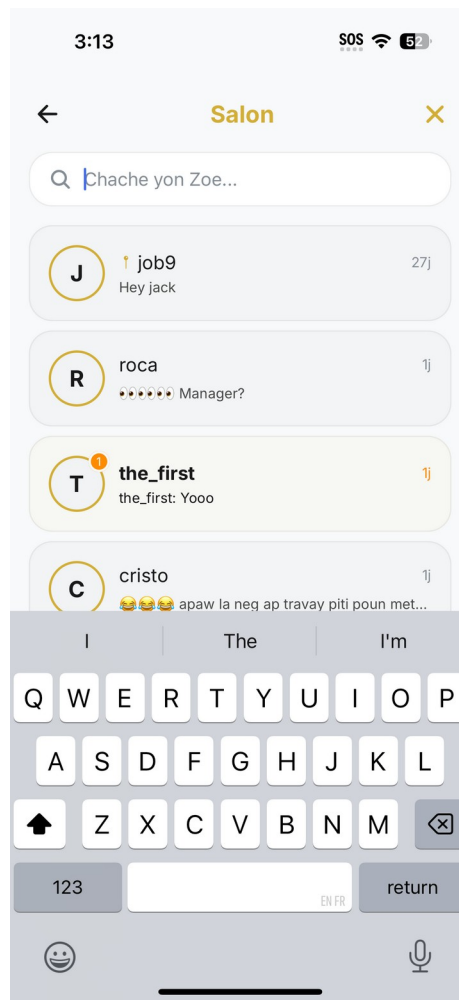 3:13
SOS
52
Salon
Chache yon Zoe...
J
job9
27j
Hey jack
R
roca
1j
👀👀👀 Manager?
1
T
the_first
1j
the_first: Yooo
C
cristo
1j
😂😂😂 apaw la neg ap travay piti poun met...
I
The
I'm
Q W E R T Y U I O P
A S D F G H J K L
Z X C V B N M
123
EN FR
return